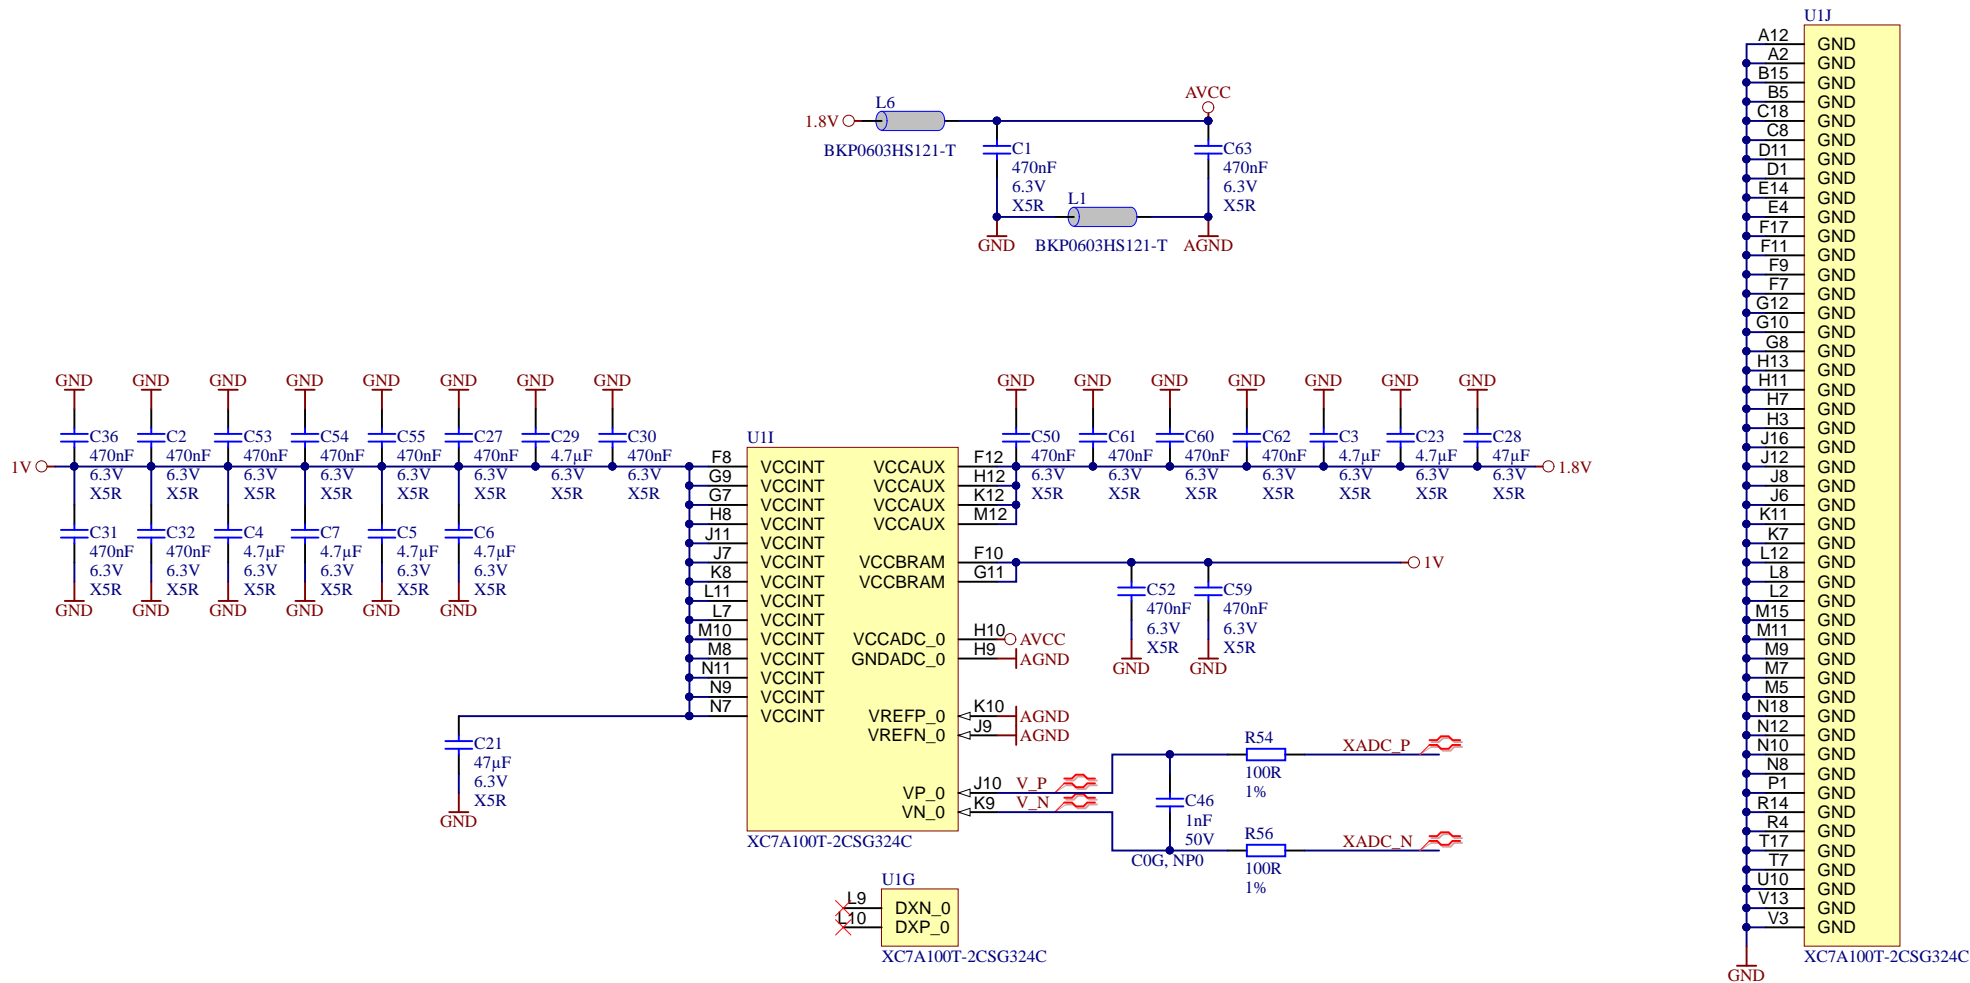 L6
1.8V
BKP0603HS121-T
AVCC
C1
470nF
6.3V
X5R
C63
470nF
6.3V
X5R
L1
BKP0603HS121-T
GND
AGND
GND GND GND GND GND GND GND GND
1V
C36
470nF
6.3V
X5R
C2
470nF
6.3V
X5R
C53
470nF
6.3V
X5R
C54
470nF
6.3V
X5R
C55
470nF
6.3V
X5R
C27
470nF
6.3V
X5R
C29
4.7µF
6.3V
X5R
C30
470nF
6.3V
X5R
C31
470nF
6.3V
X5R
C32
470nF
6.3V
X5R
C4
4.7µF
6.3V
X5R
C7
4.7µF
6.3V
X5R
C5
4.7µF
6.3V
X5R
C6
4.7µF
6.3V
X5R
GND GND GND GND GND GND
C21
47µF
6.3V
X5R
GND
U1I
F8 VCCINT
G9 VCCINT
G7 VCCINT
H8 VCCINT
J11 VCCINT
J7 VCCINT
K8 VCCINT
L11 VCCINT
L7 VCCINT
M10 VCCINT
M8 VCCINT
N11 VCCINT
N9 VCCINT
N7 VCCINT
VCCAUX F12
VCCAUX H12
VCCAUX K12
VCCAUX M12
VCCBRAM F10
VCCBRAM G11
VCCADC_0 H10 AVCC
GNDADC_0 H9 AGND
VREFP_0 K10 AGND
VREFN_0 J9 AGND
VP_0 J10 V_P
VN_0 K9 V_N
XC7A100T-2CSG324C
GND GND GND GND GND GND GND
C50
470nF
6.3V
X5R
C61
470nF
6.3V
X5R
C60
470nF
6.3V
X5R
C62
470nF
6.3V
X5R
C3
4.7µF
6.3V
X5R
C23
4.7µF
6.3V
X5R
C28
47µF
6.3V
X5R
1.8V
1V
C52
470nF
6.3V
X5R
GND
C59
470nF
6.3V
X5R
GND
R54
100R
1%
XADC_P
C46
1nF
50V
C0G, NP0
R56
100R
1%
XADC_N
U1G
L9 DXN_0
L10 DXP_0
XC7A100T-2CSG324C
U1J
A12 GND
A2 GND
B15 GND
B5 GND
C18 GND
C8 GND
D11 GND
D1 GND
E14 GND
E4 GND
F17 GND
F11 GND
F9 GND
F7 GND
G12 GND
G10 GND
G8 GND
H13 GND
H11 GND
H7 GND
H3 GND
J16 GND
J12 GND
J8 GND
J6 GND
K11 GND
K7 GND
L12 GND
L8 GND
L2 GND
M15 GND
M11 GND
M9 GND
M7 GND
M5 GND
N18 GND
N12 GND
N10 GND
N8 GND
P1 GND
R14 GND
R4 GND
T17 GND
T7 GND
U10 GND
V13 GND
V3 GND
XC7A100T-2CSG324C
GND